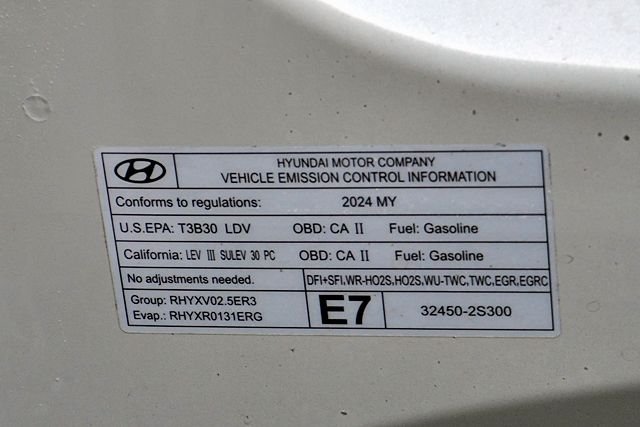 HYUNDAI MOTOR COMPANY
VEHICLE EMISSION CONTROL INFORMATION
Conforms to regulations: 2024 MY
U.S.EPA: T3B30 LDV OBD: CA II Fuel: Gasoline
California: LEV III SULEV 30 PC OBD: CA II Fuel: Gasoline
No adjustments needed. DFI+SFI,WR-HO2S,HO2S,WU-TWC,TWC,EGR,EGRC
Group: RHYXV02.5ER3
Evap.: RHYXR0131ERG
E7
32450-2S300